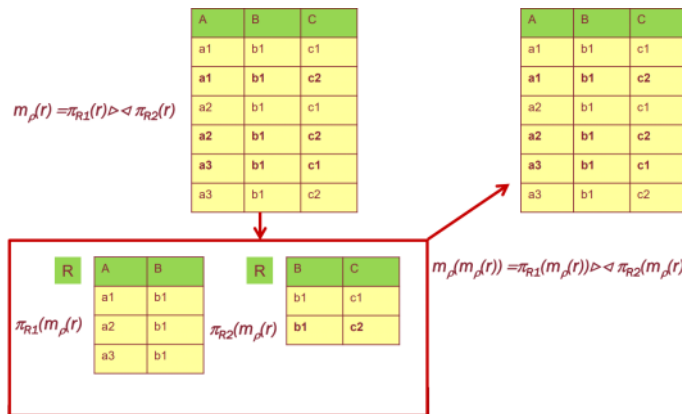 A B C
a1 b1 c1
a1 b1 c2
a2 b1 c1
a2 b1 c2
a3 b1 c1
a3 b1 c2
mρ(r) =πR1(r)▷◁ πR2(r)
A B C
a1 b1 c1
a1 b1 c2
a2 b1 c1
a2 b1 c2
a3 b1 c1
a3 b1 c2
R
A B
a1 b1
a2 b1
a3 b1
πR1(mρ(r)
R
B C
b1 c1
b1 c2
πR2(mρ(r)
mρ(mρ(r)) =πR1(mρ(r))▷◁ πR2(mρ(r)